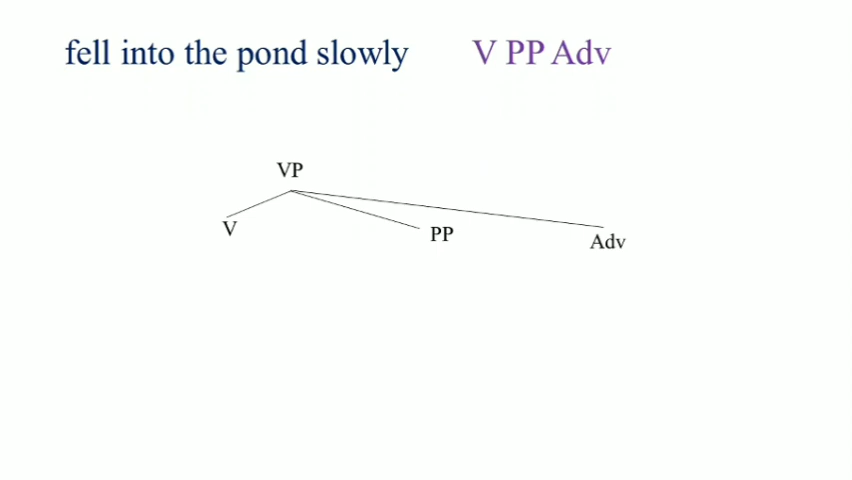 fell into the pond slowly V PP Adv
VP
V PP Adv